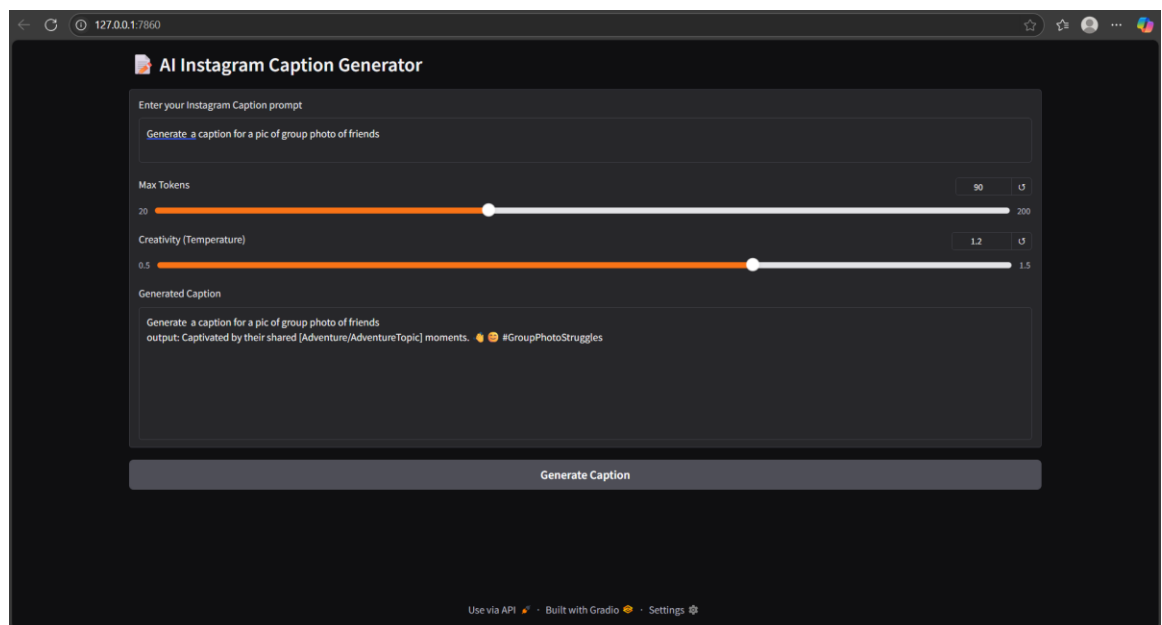 127.0.0.1:7860
📝 AI Instagram Caption Generator
Enter your Instagram Caption prompt
Generate a caption for a pic of group photo of friends
Max Tokens
90
20
200
Creativity (Temperature)
1.2
0.5
1.5
Generated Caption
Generate a caption for a pic of group photo of friends
output: Captivated by their shared [Adventure/AdventureTopic] moments. 👋 😊 #GroupPhotoStruggles
Generate Caption
Use via API 🚀 · Built with Gradio · Settings ⚙